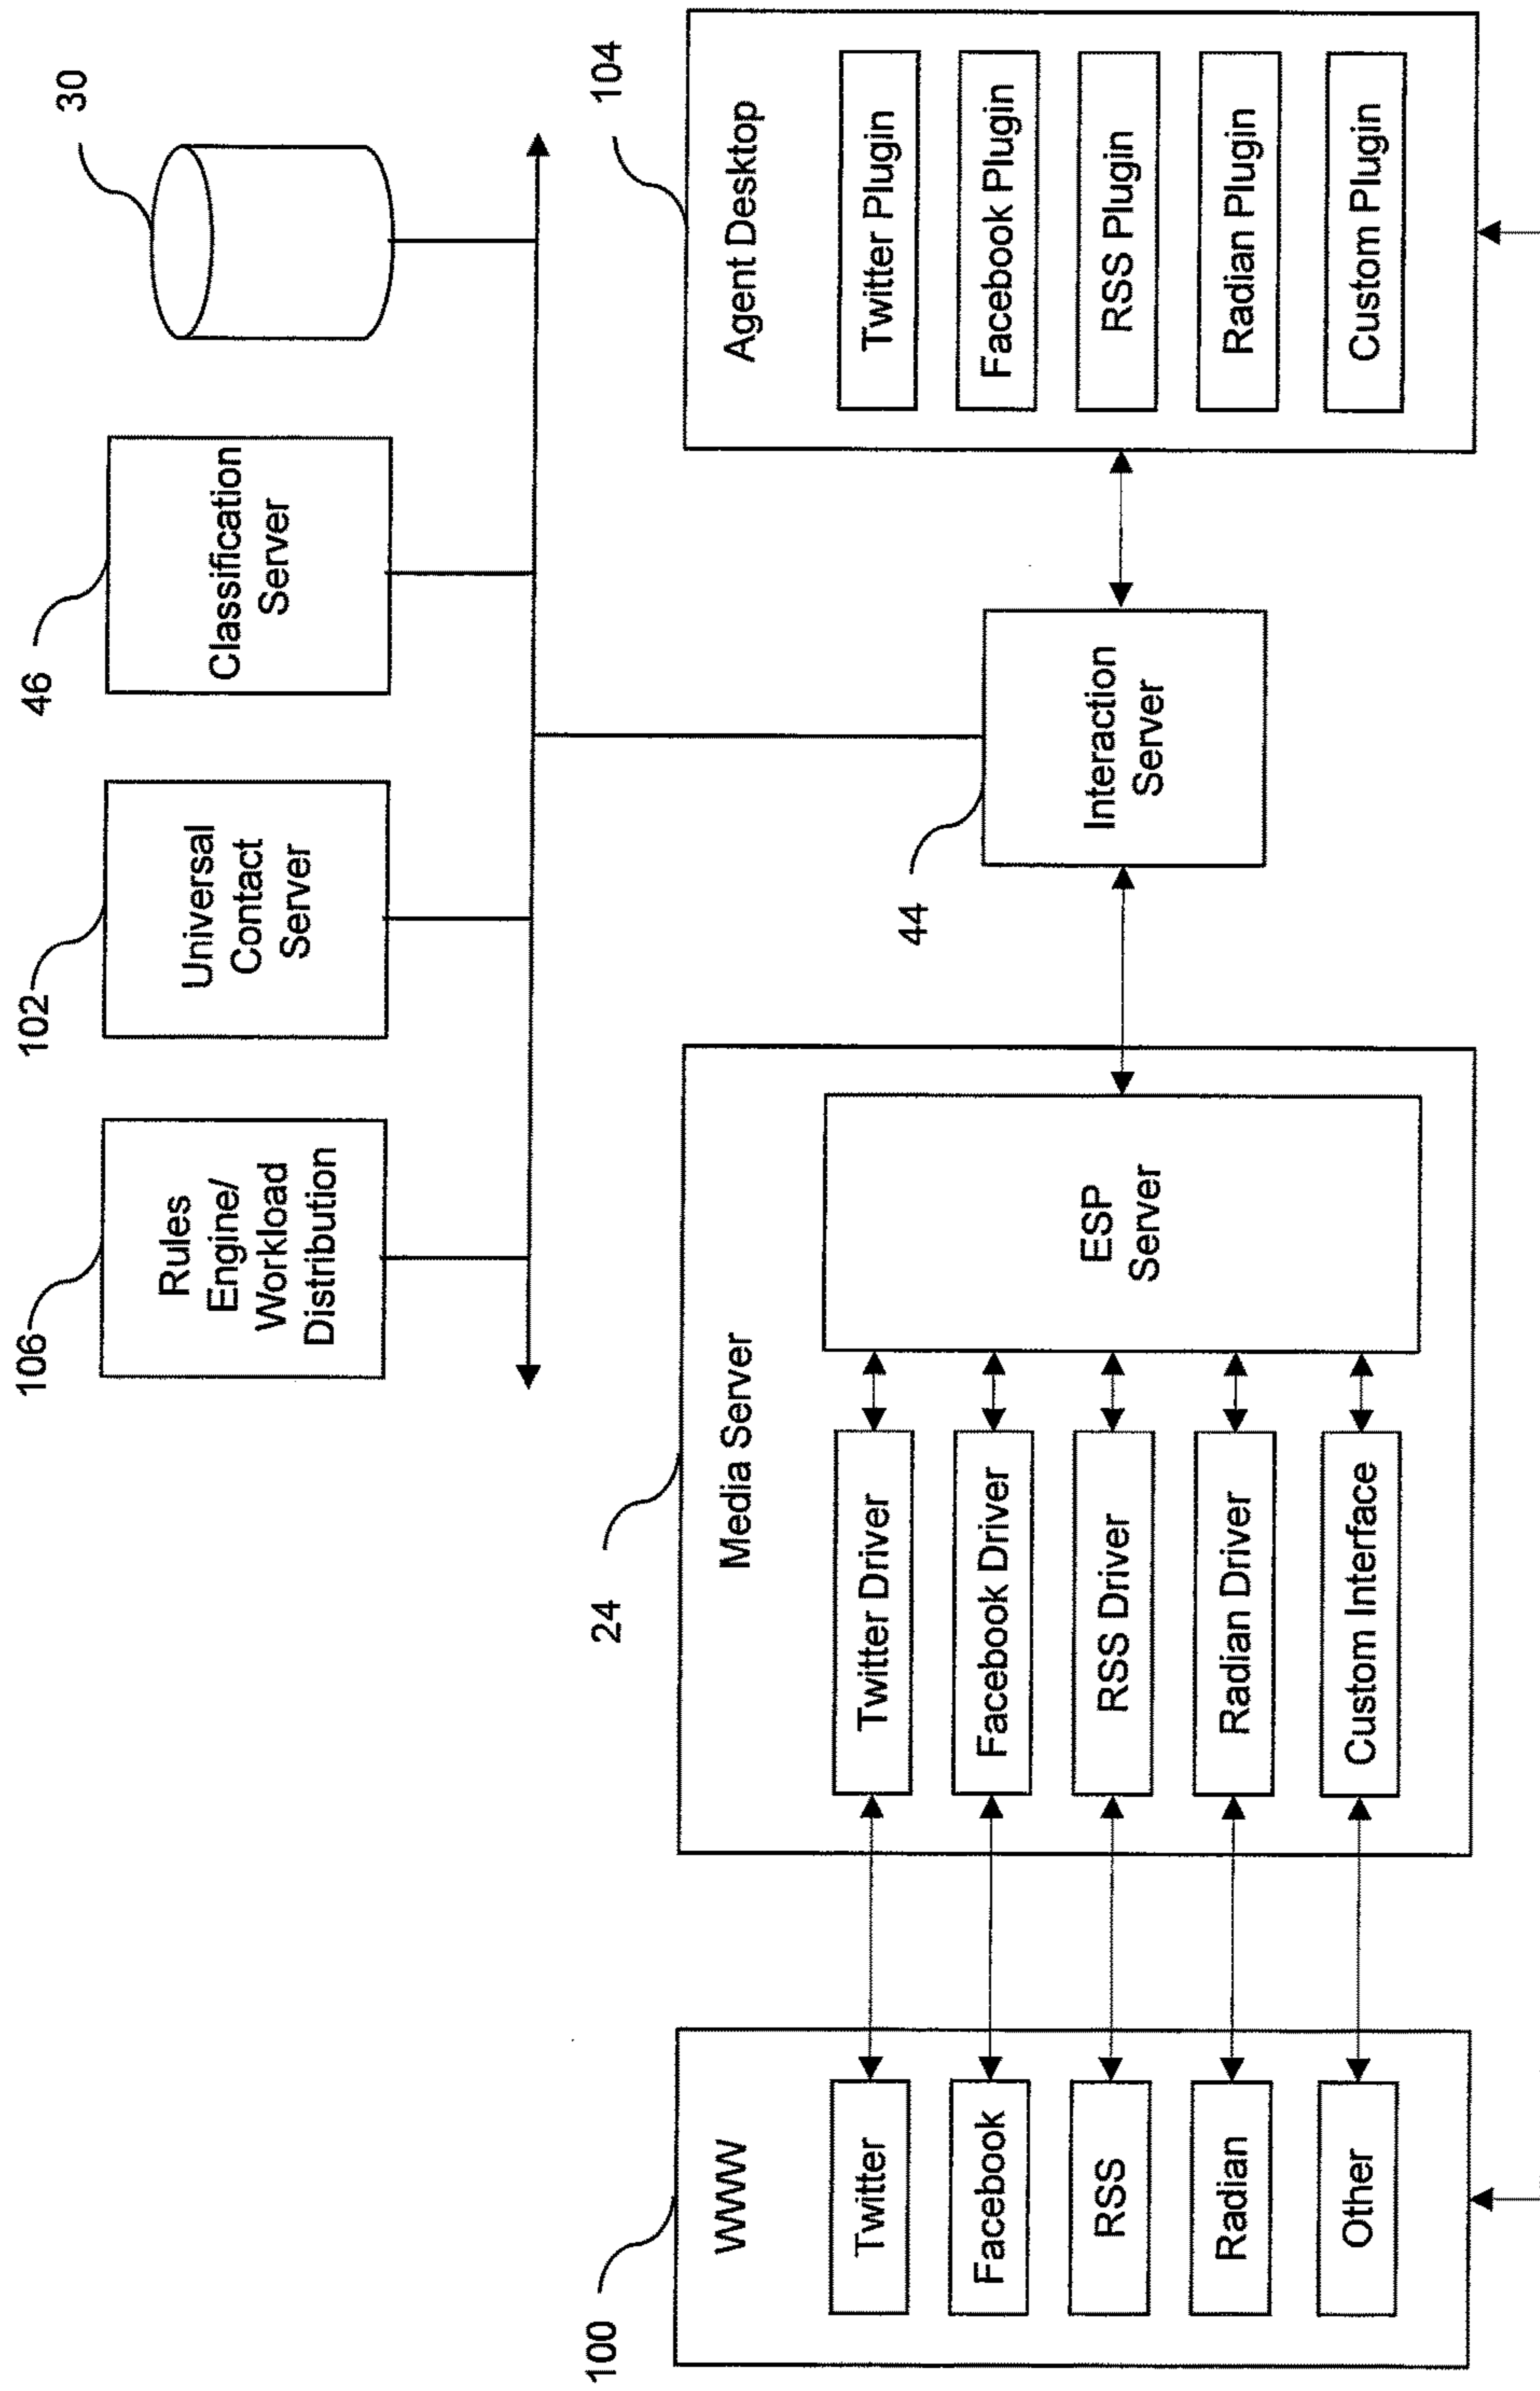 106
Rules
Engine/
Workload
Distribution
102
Universal
Contact
Server
46
Classification
Server
30
100
WWW
Twitter
Facebook
RSS
Radian
Other
24
Media Server
Twitter Driver
Facebook Driver
RSS Driver
Radian Driver
Custom Interface
ESP
Server
44
Interaction
Server
104
Agent Desktop
Twitter Plugin
Facebook Plugin
RSS Plugin
Radian Plugin
Custom Plugin